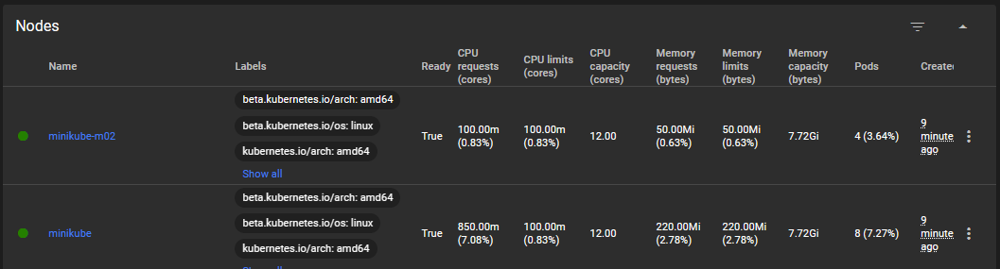 Nodes
Name Labels Ready CPU requests (cores) CPU limits (cores) CPU capacity (cores) Memory requests (bytes) Memory limits (bytes) Memory capacity (bytes) Pods Create
beta.kubernetes.io/arch: amd64
beta.kubernetes.io/os: linux
minikube-m02 True 100.00m (0.83%) 100.00m (0.83%) 12.00 50.00Mi (0.63%) 50.00Mi (0.63%) 7.72Gi 4 (3.64%) 9 minute ago
kubernetes.io/arch: amd64
Show all
beta.kubernetes.io/arch: amd64
beta.kubernetes.io/os: linux
minikube True 850.00m (7.08%) 100.00m (0.83%) 12.00 220.00Mi (2.78%) 220.00Mi (2.78%) 7.72Gi 8 (7.27%) 9 minute ago
kubernetes.io/arch: amd64